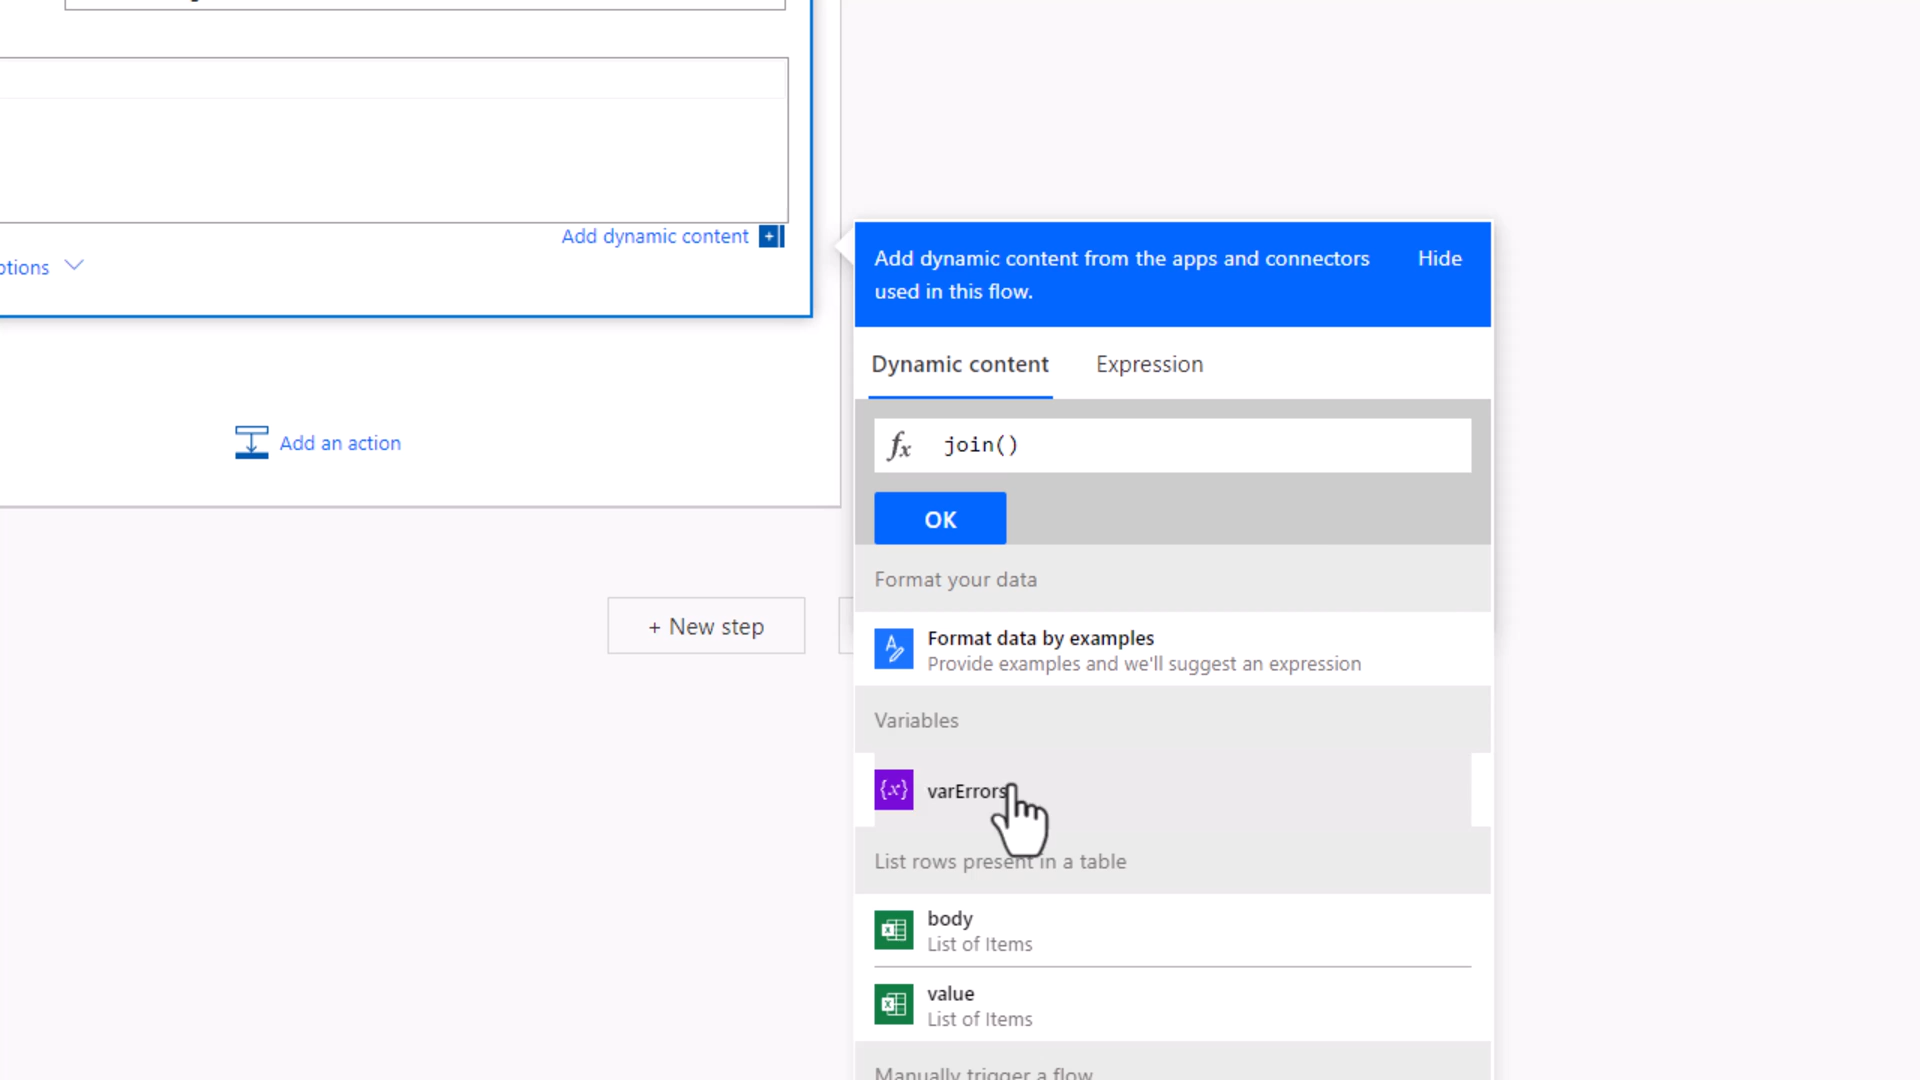 Add dynamic content
Add an action
+ New step
Add dynamic content from the apps and connectors
used in this flow.
Hide
Dynamic content
Expression
fx join()
OK
Format your data
Format data by examples
Provide examples and we'll suggest an expression
Variables
{x} varErrors
List rows present in a table
body
List of Items
value
List of Items
Manually trigger a flow